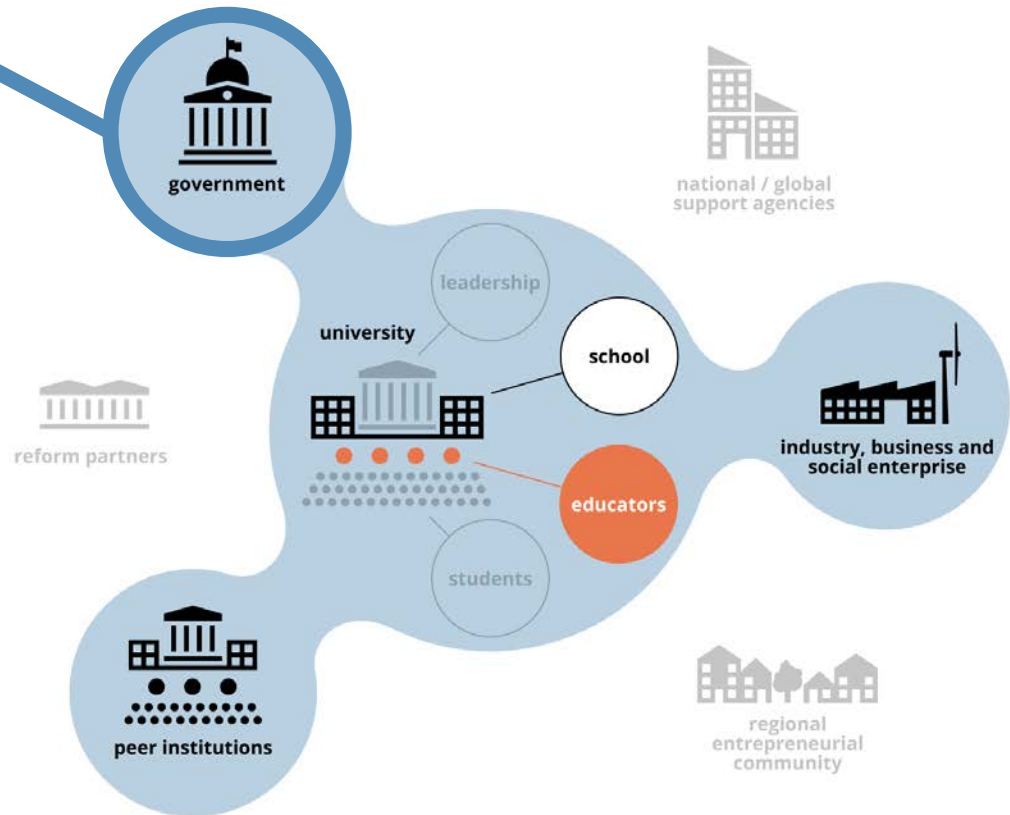 government
national / global
support agencies
leadership
university
school
industry, business and
social enterprise
reform partners
educators
students
peer institutions
regional
entrepreneurial
community